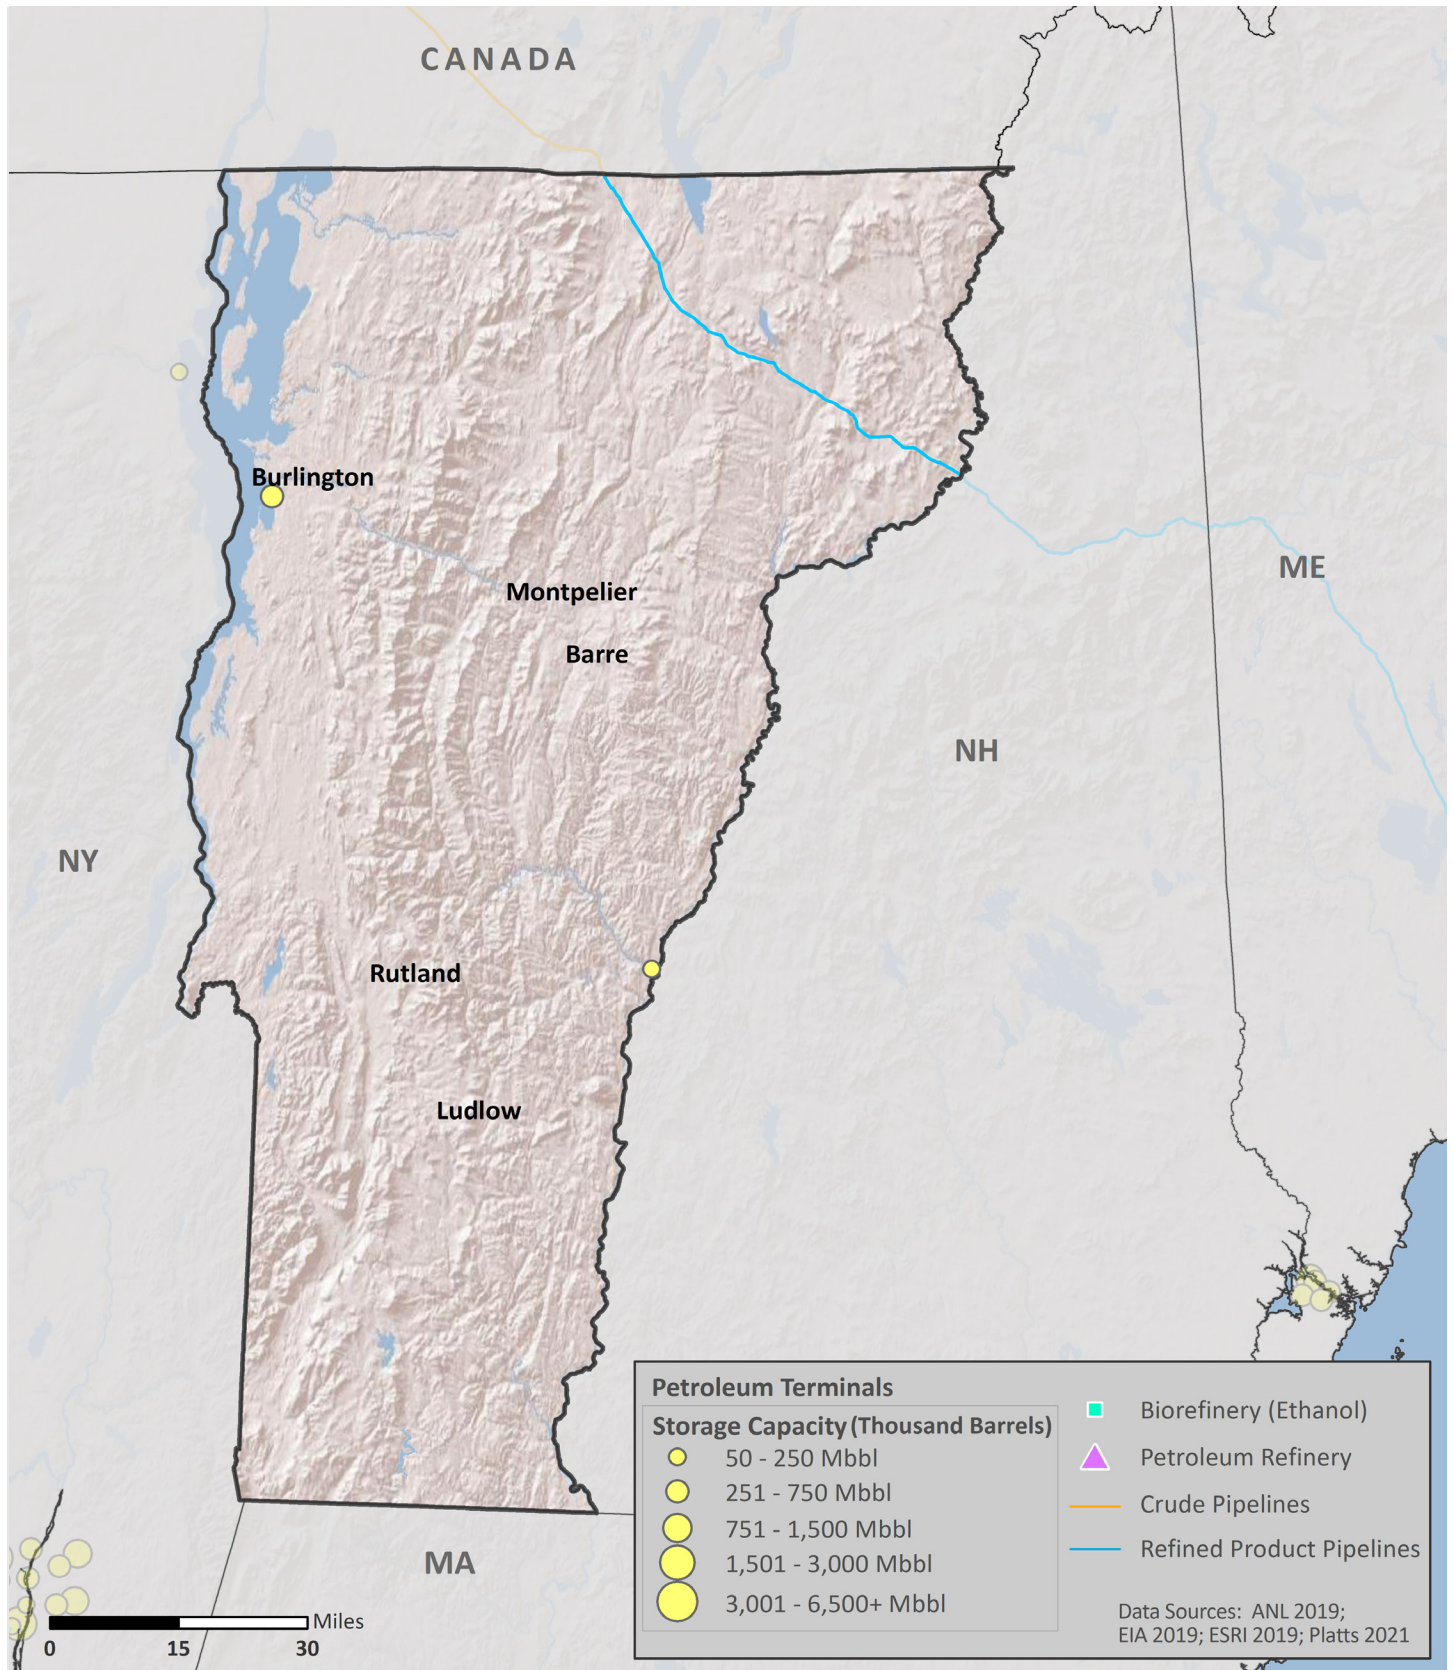 CANADA
Burlington
Montpelier
ME
Barre
NH
NY
Rutland
Ludlow
MA
Miles
0 15 30
Petroleum Terminals
Storage Capacity (Thousand Barrels)
50 - 250 Mbbl
251 - 750 Mbbl
751 - 1,500 Mbbl
1,501 - 3,000 Mbbl
3,001 - 6,500+ Mbbl
Biorefinery (Ethanol)
Petroleum Refinery
Crude Pipelines
Refined Product Pipelines
Data Sources: ANL 2019;
EIA 2019; ESRI 2019; Platts 2021